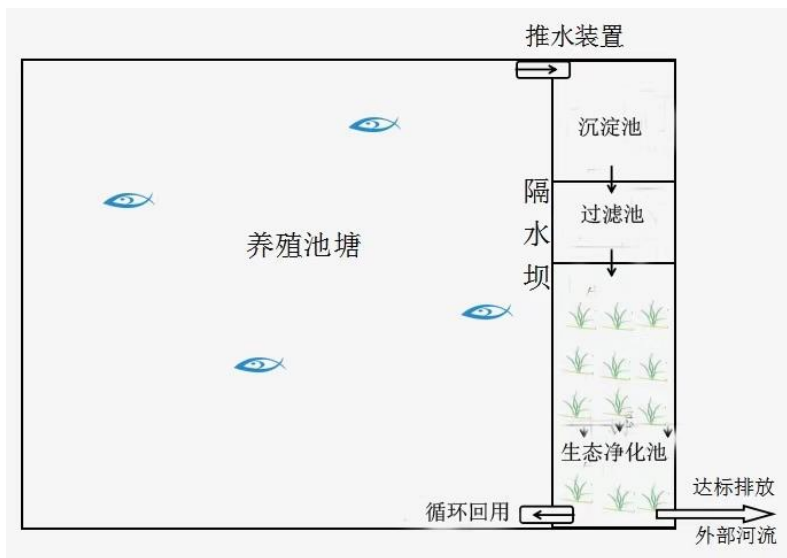 推水装置
沉淀池
隔水坝
过滤池
养殖池塘
生态净化池
达标排放
循环回用
外部河流